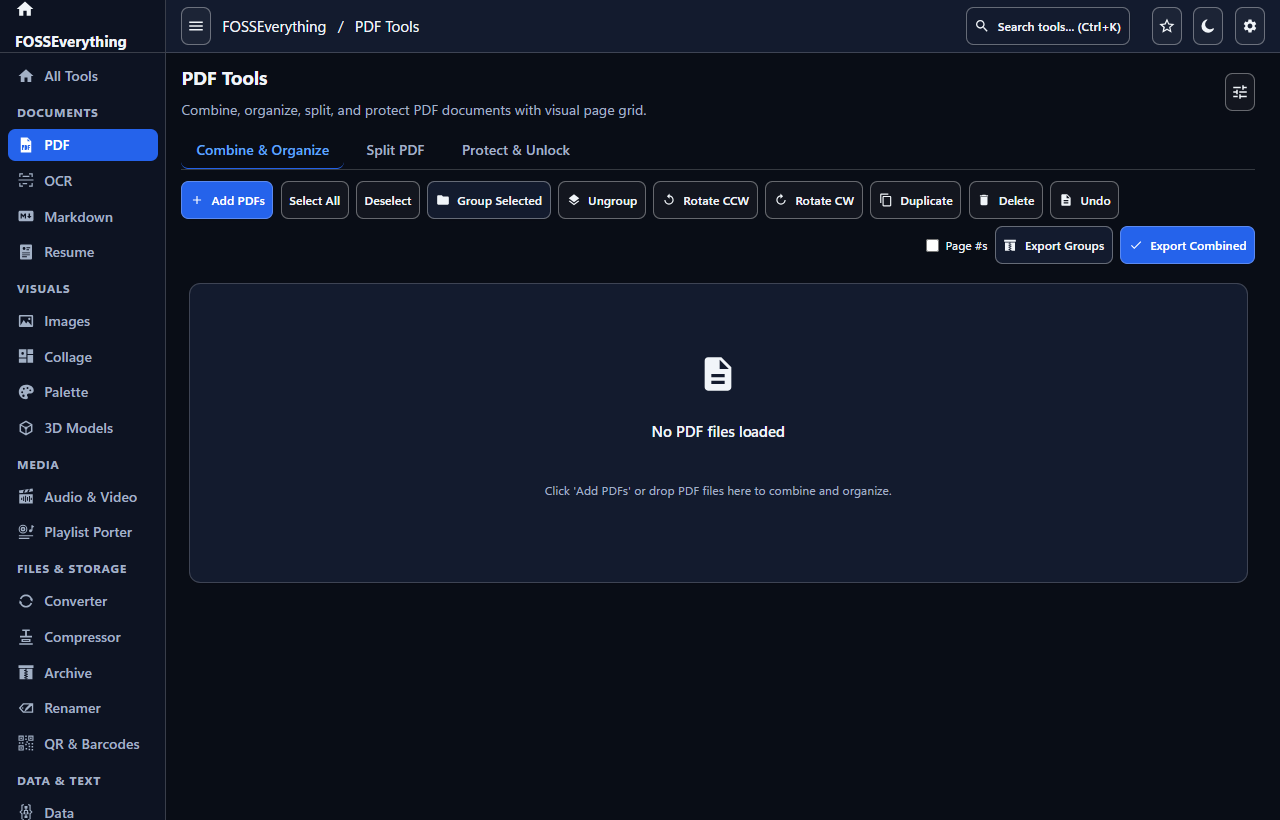 FOSSEverything
FOSSEverything / PDF Tools
Search tools... (Ctrl+K)
All Tools
DOCUMENTS
PDF
OCR
Markdown
Resume
VISUALS
Images
Collage
Palette
3D Models
MEDIA
Audio & Video
Playlist Porter
FILES & STORAGE
Converter
Compressor
Archive
Renamer
QR & Barcodes
DATA & TEXT
Data
PDF Tools
Combine, organize, split, and protect PDF documents with visual page grid.
Combine & Organize Split PDF Protect & Unlock
Add PDFs Select All Deselect Group Selected Ungroup Rotate CCW Rotate CW Duplicate Delete Undo
Page #s Export Groups Export Combined
No PDF files loaded
Click 'Add PDFs' or drop PDF files here to combine and organize.